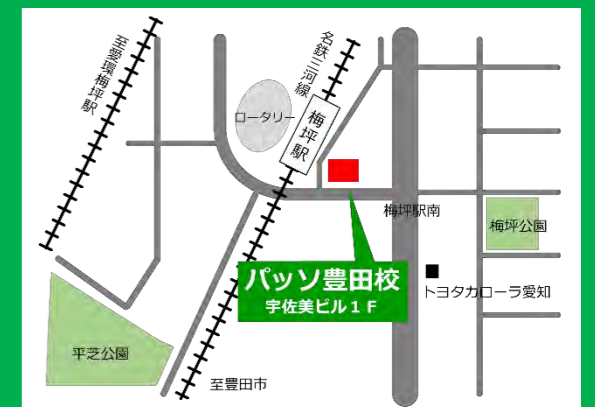 至愛環梅坪駅
名鉄三河線
ロータリー
梅坪駅
梅坪駅南
梅坪公園
パッソ豊田校
宇佐美ビル１Ｆ
トヨタカローラ愛知
平芝公園
至豊田市